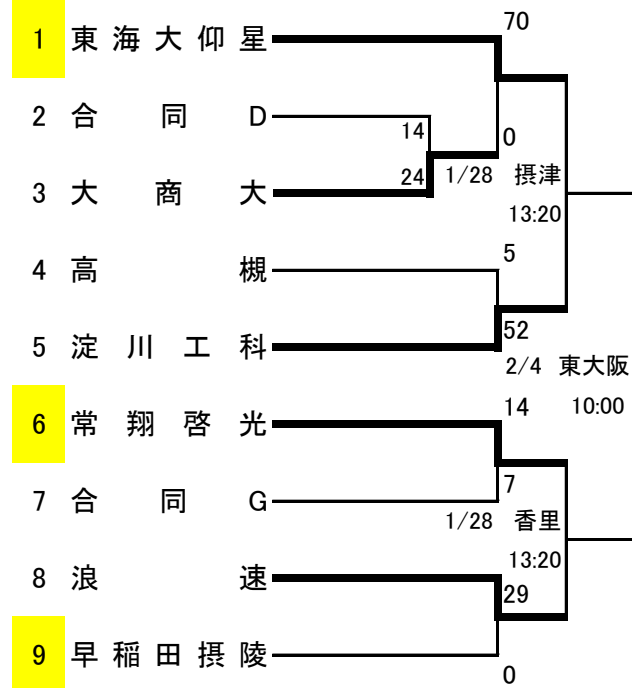 70
1 東海大仰星
2 合同D
14
0
24
1/28 摂津
3 大商大
13:20
5
4 高槻
52
5 淀川工科
2/4 東大阪
14 10:00
6 常翔啓光
7
7 合同G
1/28 香里
13:20
8 浪速
29
9 早稲田摂陵
0